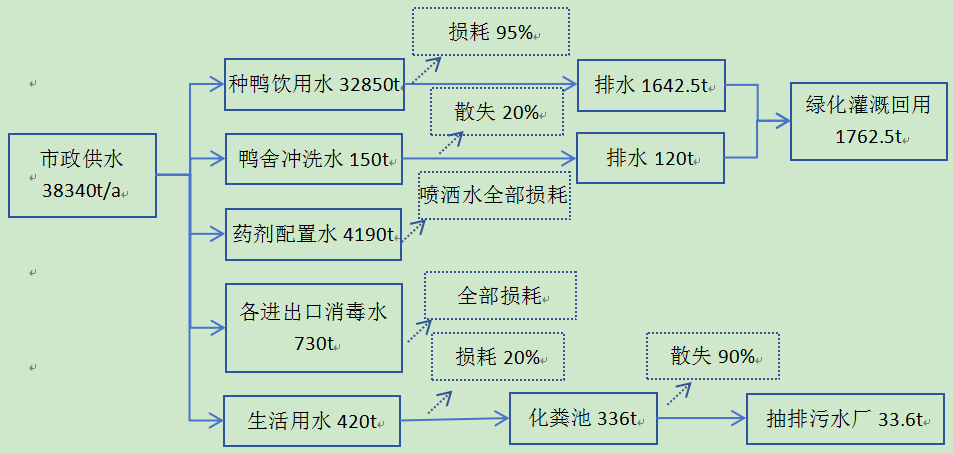 市政供水
38340t/a
种鸭饮用水 32850t
损耗 95%
排水 1642.5t
绿化灌溉回用
1762.5t
鸭舍冲洗水 150t
散失 20%
排水 120t
药剂配置水 4190t
喷洒水全部损耗
各进出口消毒水
730t
全部损耗
生活用水 420t
损耗 20%
化粪池 336t
散失 90%
抽排污水厂 33.6t